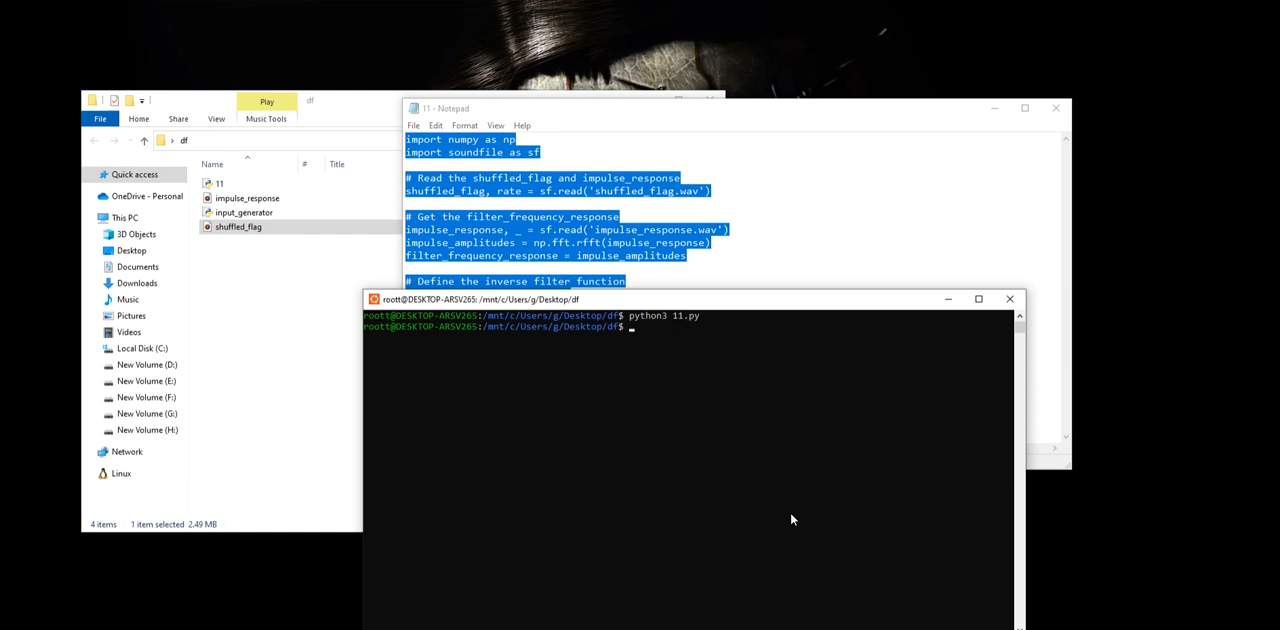 Play
df
File
Home
Share
View
Music Tools
df
Quick access
OneDrive - Personal
This PC
3D Objects
Desktop
Documents
Downloads
Music
Pictures
Videos
Local Disk (C:)
New Volume (D:)
New Volume (E:)
New Volume (F:)
New Volume (G:)
New Volume (H:)
Network
Linux
Name # Title
11
impulse_response
input_generator
shuffled_flag
4 items 1 item selected 2.49 MB
11 - Notepad
File Edit Format View Help
import numpy as np
import soundfile as sf
# Read the shuffled_flag and impulse_response
shuffled_flag, rate = sf.read('shuffled_flag.wav')
# Get the filter_frequency_response
impulse_response, _ = sf.read('impulse_response.wav')
impulse_amplitudes = np.fft.rfft(impulse_response)
filter_frequency_response = impulse_amplitudes
# Define the inverse filter function
roott@DESKTOP-ARSV265: /mnt/c/Users/g/Desktop/df
roott@DESKTOP-ARSV265:/mnt/c/Users/g/Desktop/df$ python3 11.py
roott@DESKTOP-ARSV265:/mnt/c/Users/g/Desktop/df$